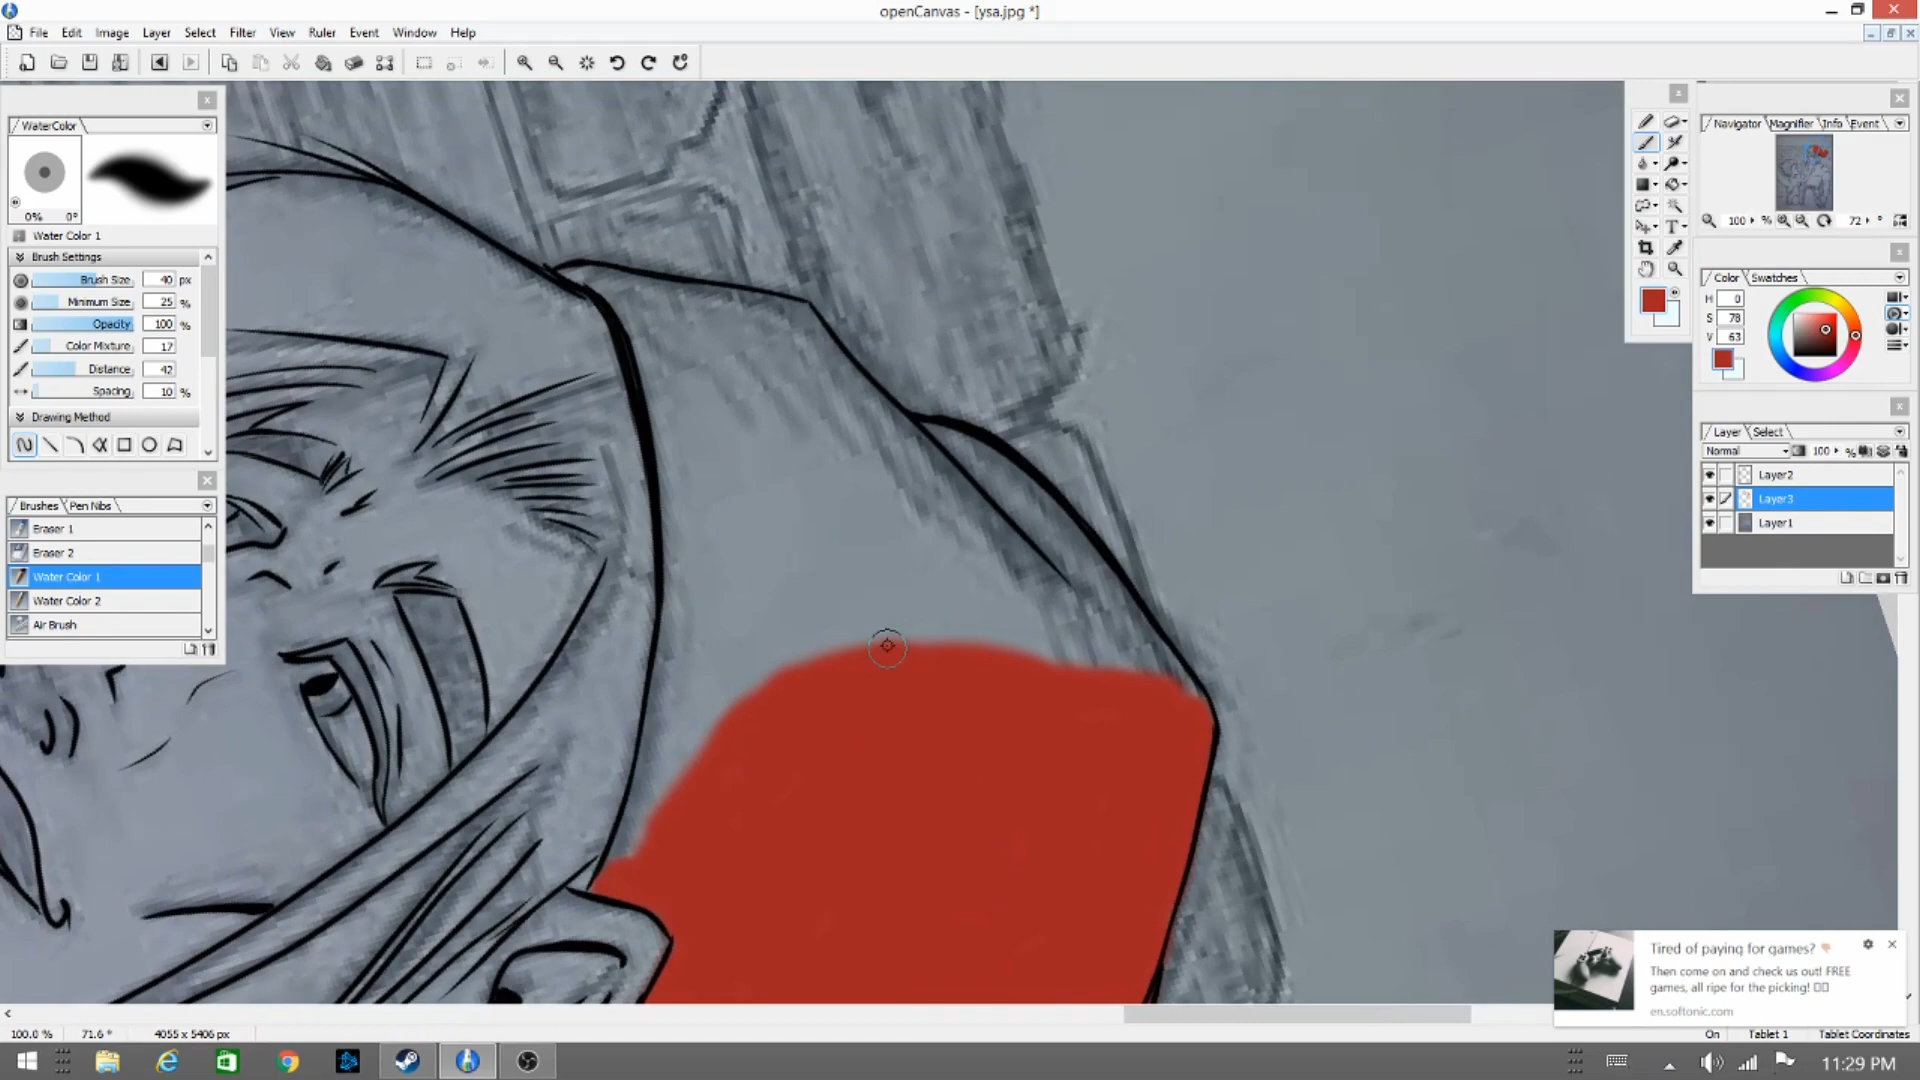 openCanvas - [ysa.jpg *]
File Edit Image Layer Select Filter View Ruler Event Window Help
WaterColor
0% 0°
Water Color 1
Brush Settings
Brush Size 40 px
Minimum Size 25 %
Opacity 100 %
Color Mixture 17
Distance 42
Spacing 10 %
Drawing Method
Brushes Pen Nibs
Eraser 1
Eraser 2
Water Color 1
Water Color 2
Air Brush
Navigator Magnifier Info Event
100 % 72 °
Color Swatches
H 0
S 78
V 63
Layer Select
Normal 100 %
Layer2
Layer3
Layer1
Tired of paying for games?
Then come on and check us out! FREE
games, all ripe for the picking!
en.softonic.com
100.0 % 71.6 ° 4055 x 5406 px On Tablet 1 Tablet Coordinates
11:29 PM